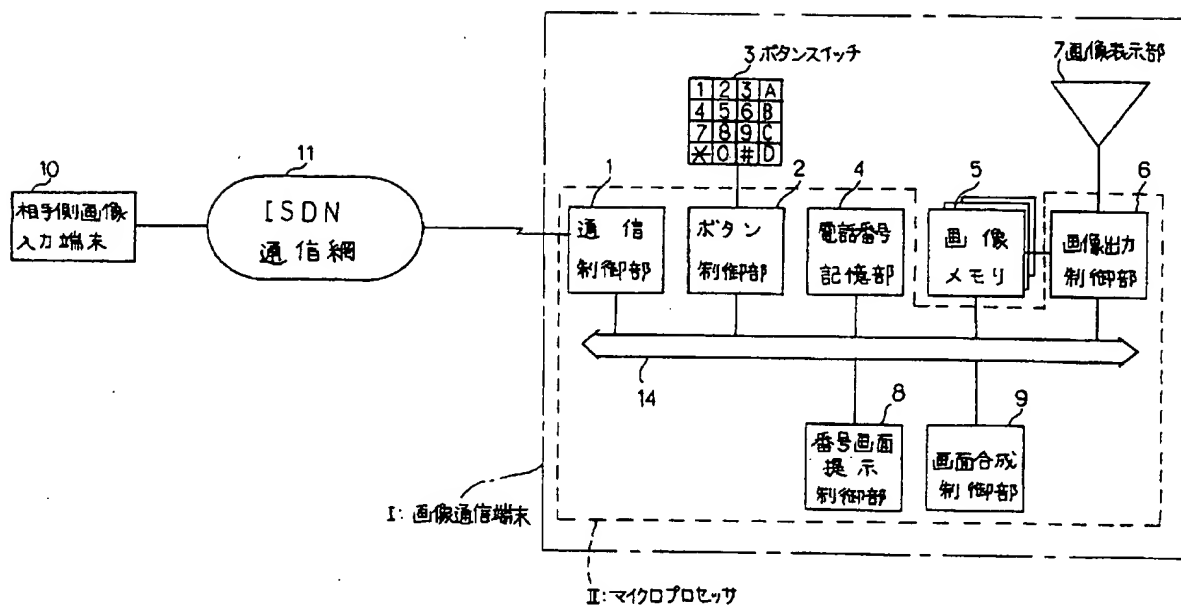 3 ボタンスイッチ
1 2 3 A
4 5 6 B
7 8 9 C
* 0 # D
7 画像表示部
10
相手側画像
入力端末
11
ISDN
通信網
1
通信
制御部
2
ボタン
制御部
4
電話番号
記憶部
5
画像
メモリ
6
画像出力
制御部
14
8
番号画面
提示
制御部
9
画面合成
制御部
I:画像通信端末
II:マイクロプロセッサ